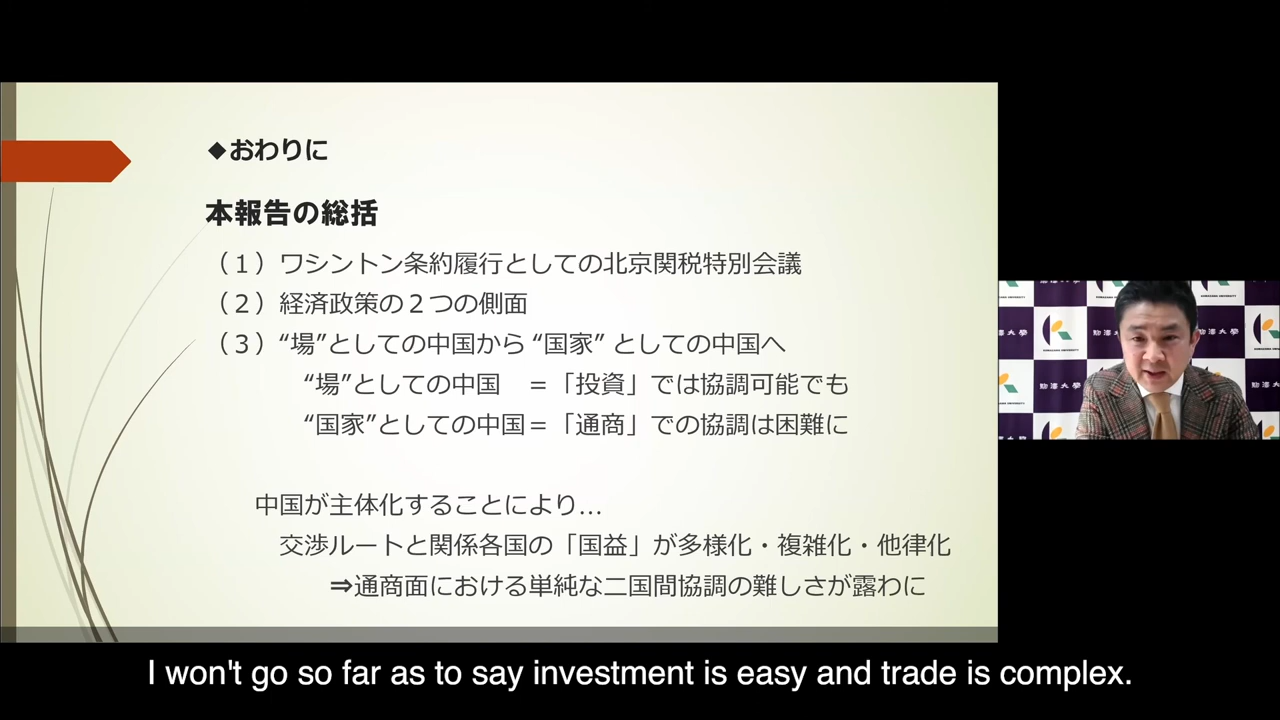 ◆おわりに
本報告の総括
（１）ワシントン条約履行としての北京関税特別会議
（２）経済政策の２つの側面
（３）“場”としての中国から “国家” としての中国へ
“場”としての中国　＝「投資」では協調可能でも
“国家”としての中国＝「通商」での協調は困難に
中国が主体化することにより…
交渉ルートと関係各国の「国益」が多様化・複雑化・他律化
⇒通商面における単純な二国間協調の難しさが露わに
駒澤大學
KOMAZAWA UNIVERSITY
I won't go so far as to say investment is easy and trade is complex.